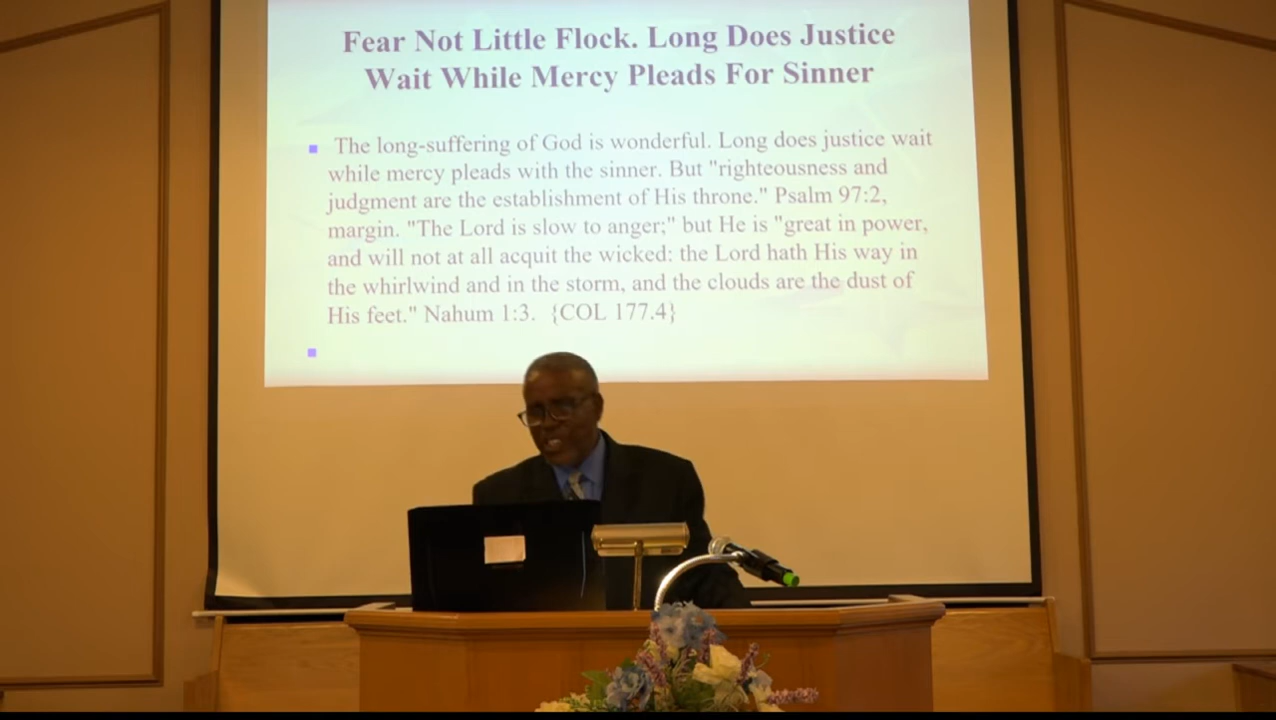 Fear Not Little Flock. Long Does Justice
Wait While Mercy Pleads For Sinner
The long-suffering of God is wonderful. Long does justice wait
while mercy pleads with the sinner. But "righteousness and
judgment are the establishment of His throne." Psalm 97:2,
margin. "The Lord is slow to anger;" but He is "great in power,
and will not at all acquit the wicked: the Lord hath His way in
the whirlwind and in the storm, and the clouds are the dust of
His feet." Nahum 1:3. {COL 177.4}